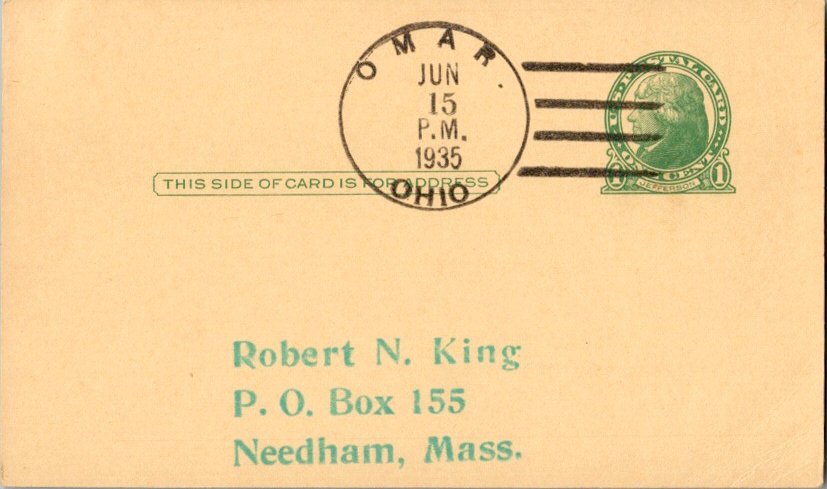 OMAR.
JUN
15
P.M.
1935
OHIO
U.S. POSTAL CARD
ONE CENT
1 JEFFERSON 1
THIS SIDE OF CARD IS FOR ADDRESS
Robert N. King
P. O. Box 155
Needham, Mass.